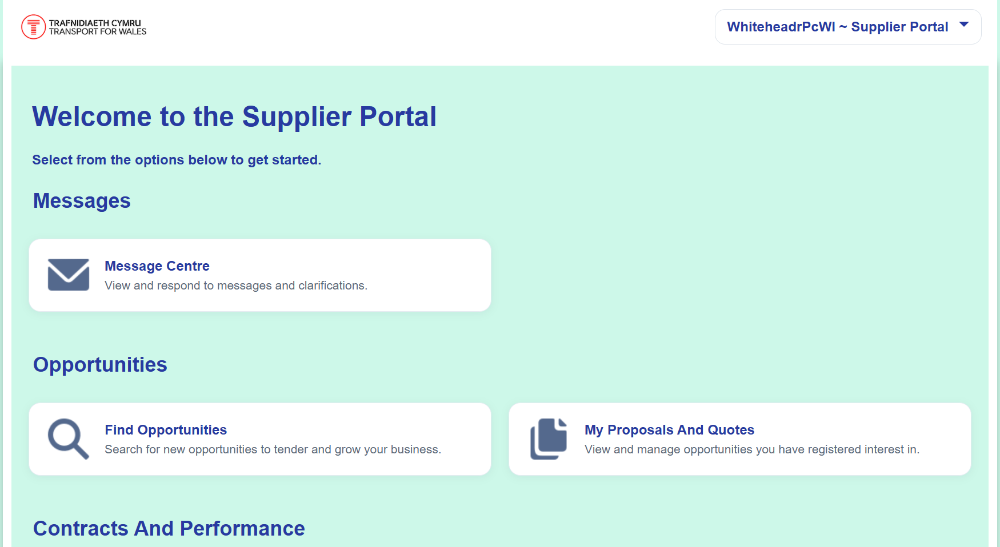 TRAFNIDIAETH CYMRU
TRANSPORT FOR WALES
WhiteheadrPcWI ~ Supplier Portal
Welcome to the Supplier Portal
Select from the options below to get started.
Messages
Message Centre
View and respond to messages and clarifications.
Opportunities
Find Opportunities
Search for new opportunities to tender and grow your business.
My Proposals And Quotes
View and manage opportunities you have registered interest in.
Contracts And Performance